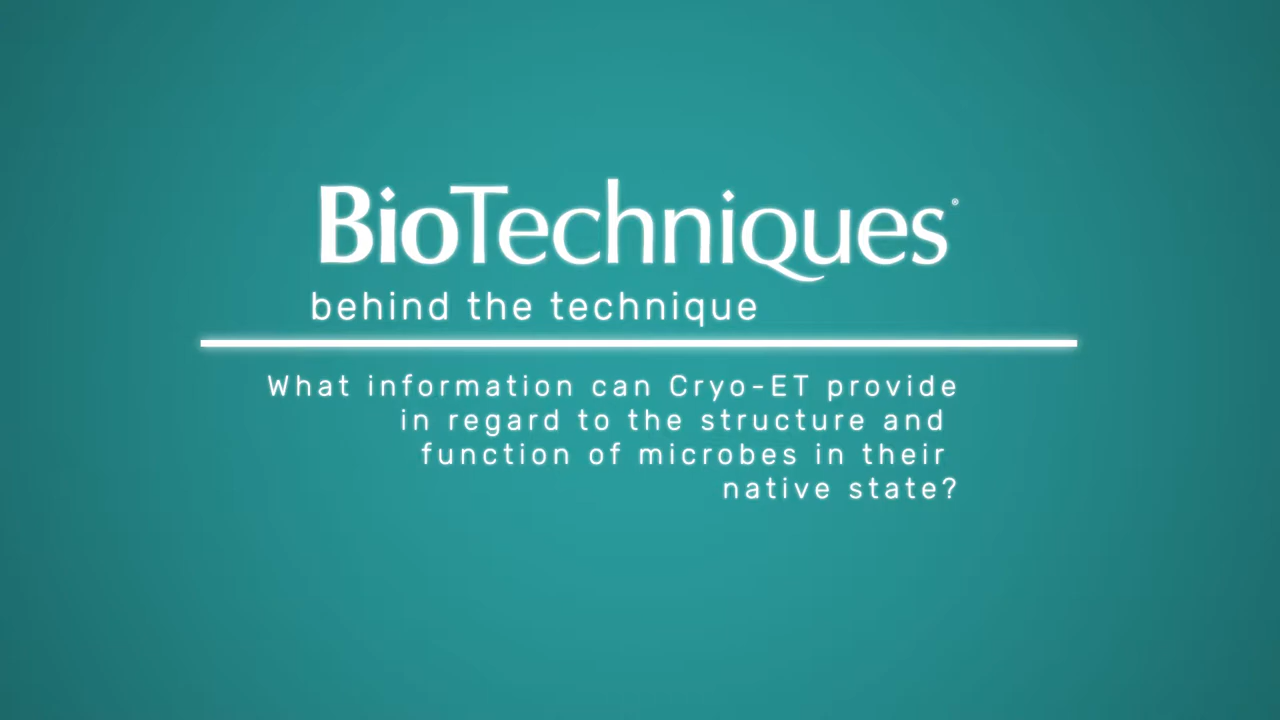 BioTechniques®
behind the technique
What information can Cryo-ET provide
in regard to the structure and
function of microbes in their
native state?